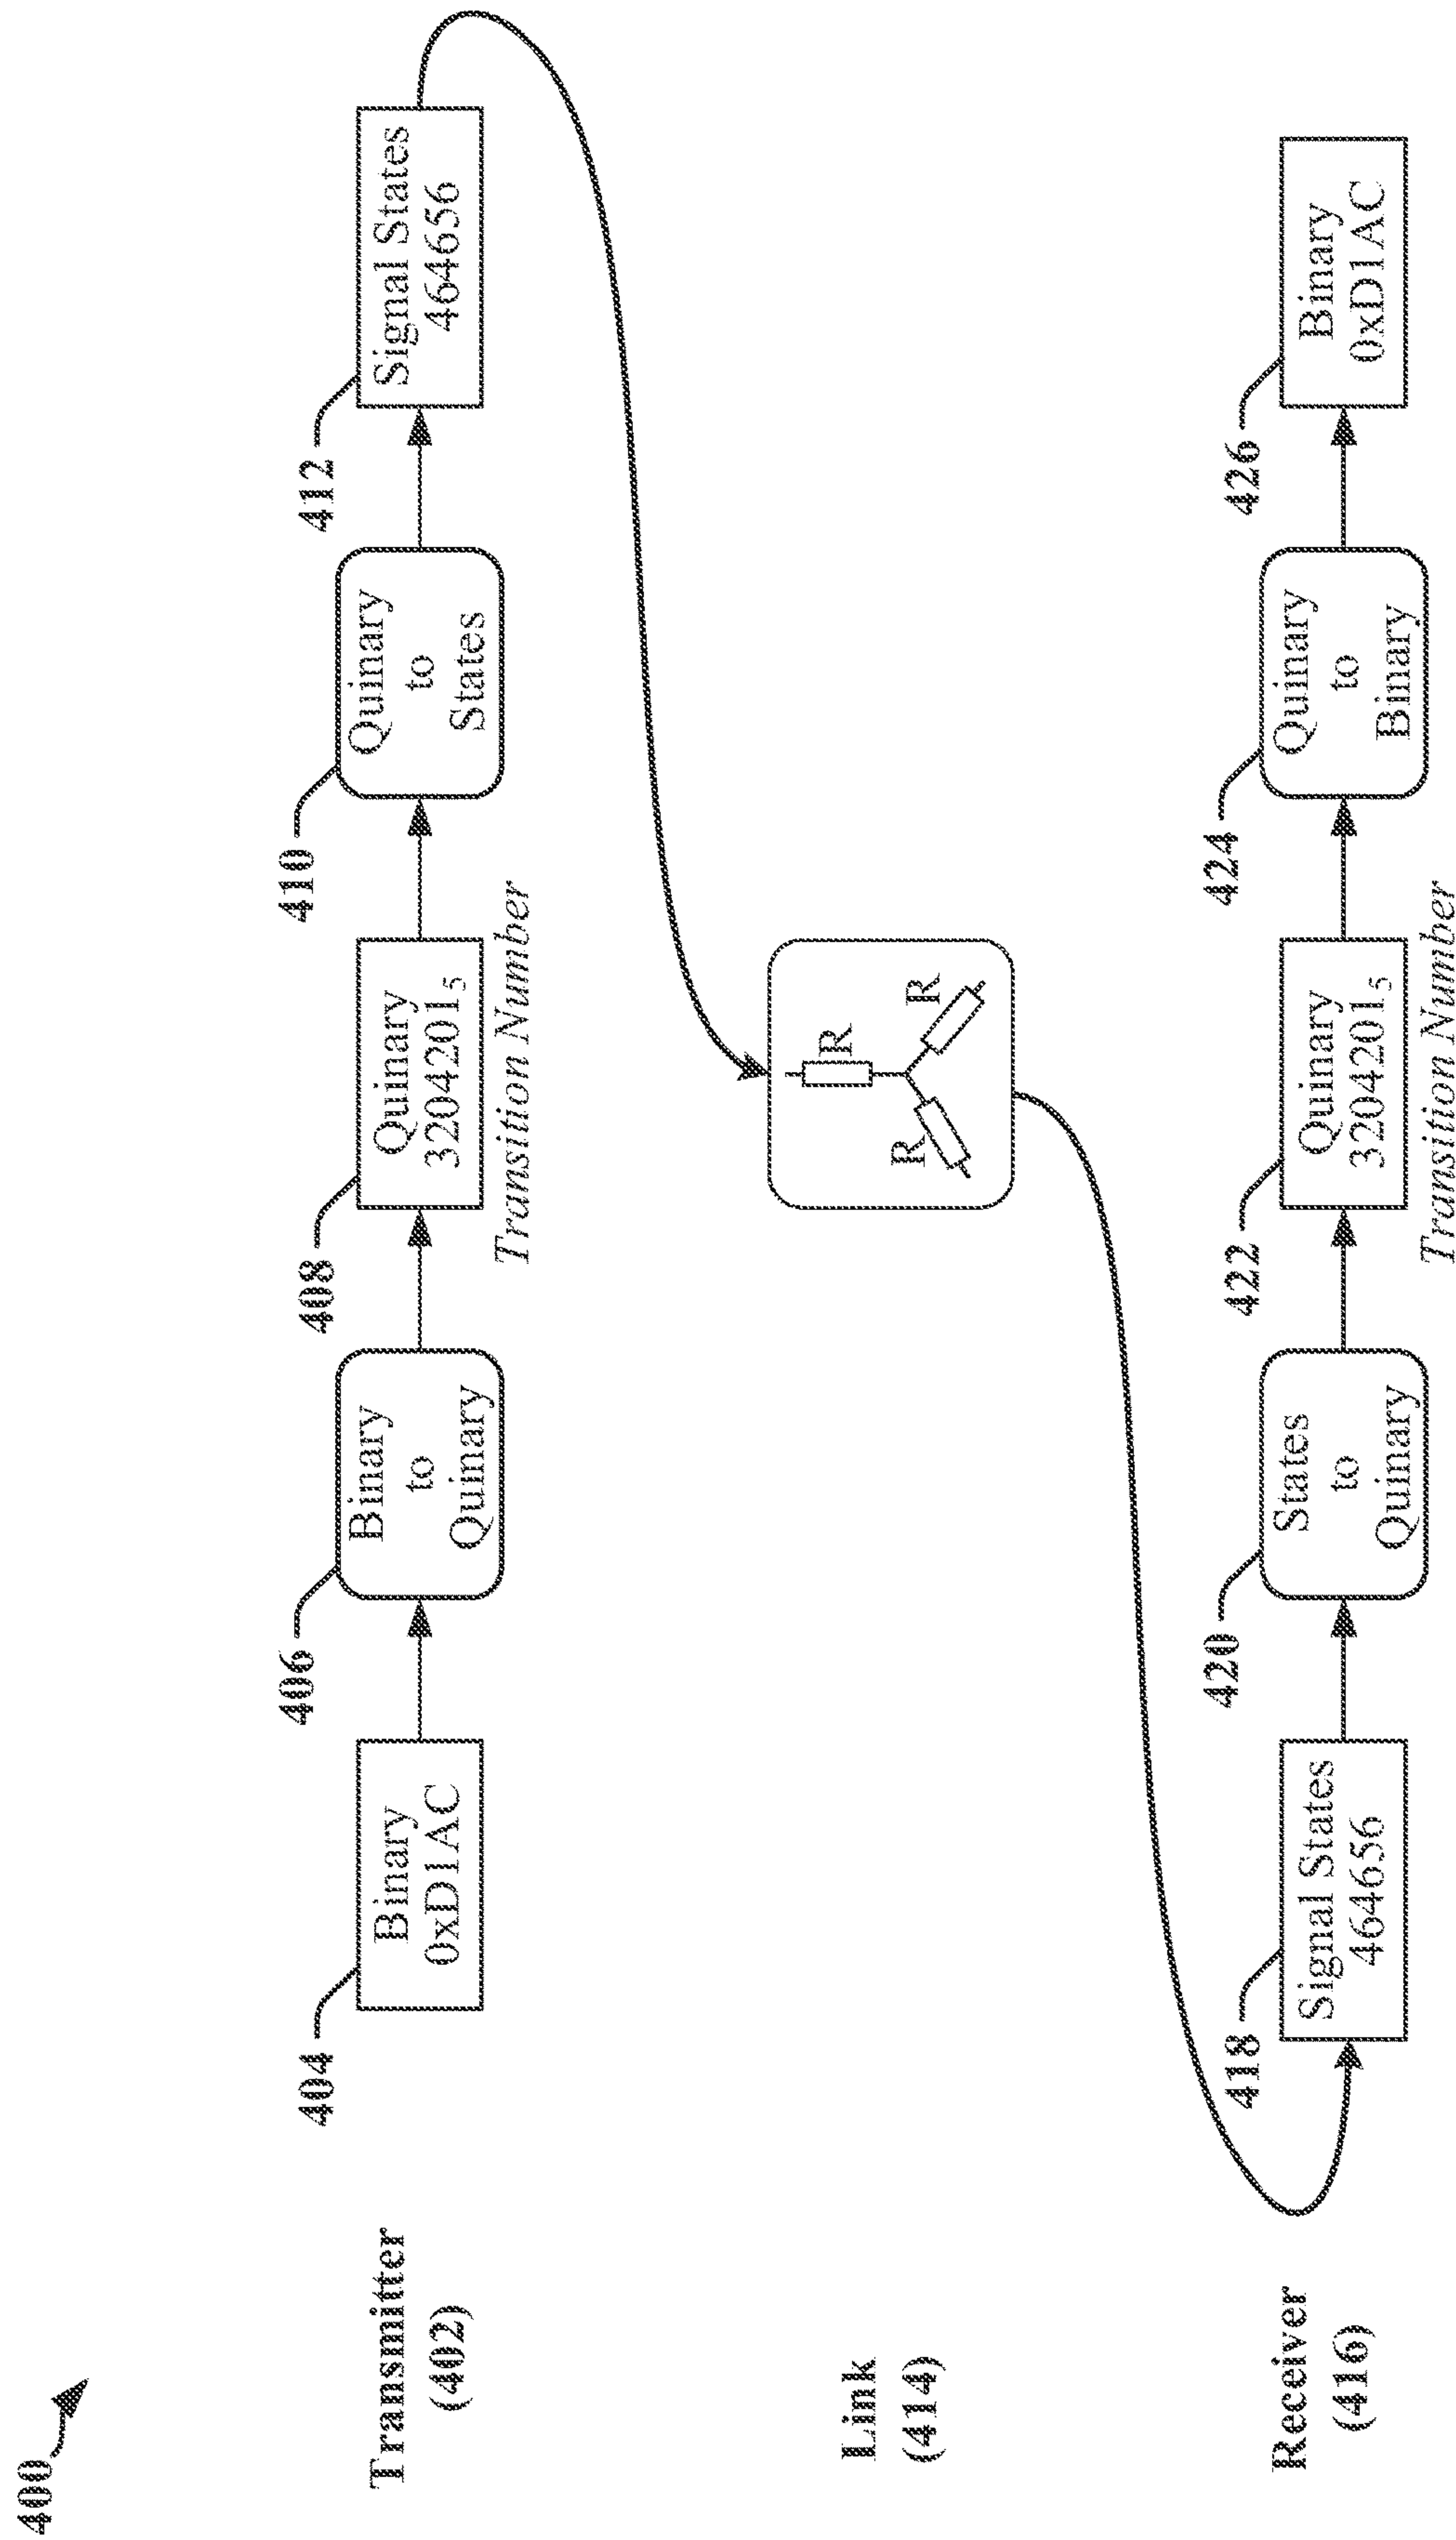 400
Transmitter
(402)
404
Binary
0xD1AC
406
Binary
to
Quinary
408
Quinary
3204201₅
Transition Number
410
Quinary
to
States
412
Signal States
464656
Link
(414)
R
R
R
Receiver
(416)
418
Signal States
464656
420
States
to
Quinary
422
Quinary
3204201₅
Transition Number
424
Quinary
to
Binary
426
Binary
0xD1AC